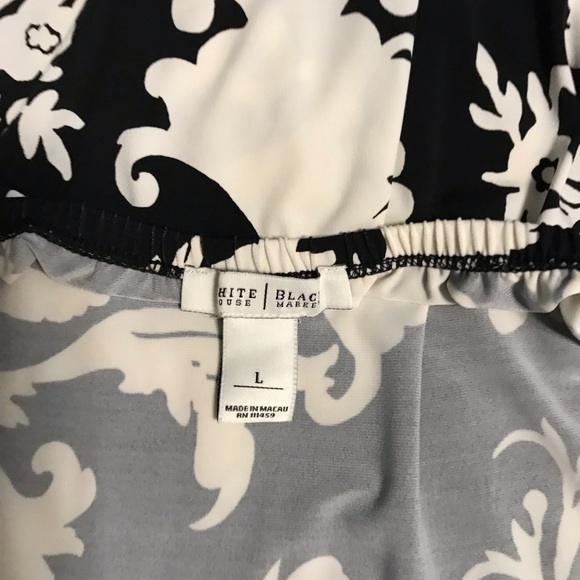 HITE | BLAC
OUSE | MARKE
L
MADE IN MACAU
RN 111459